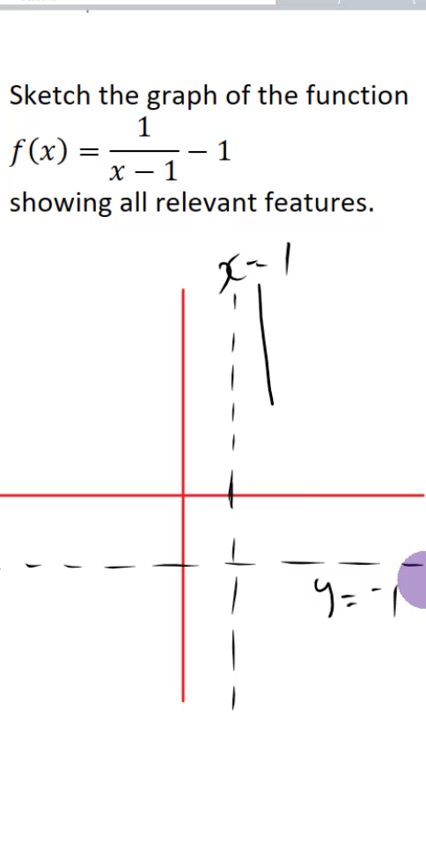 Sketch the graph of the function
f(x) = 1/(x − 1) − 1
showing all relevant features.
x = 1
y = -1